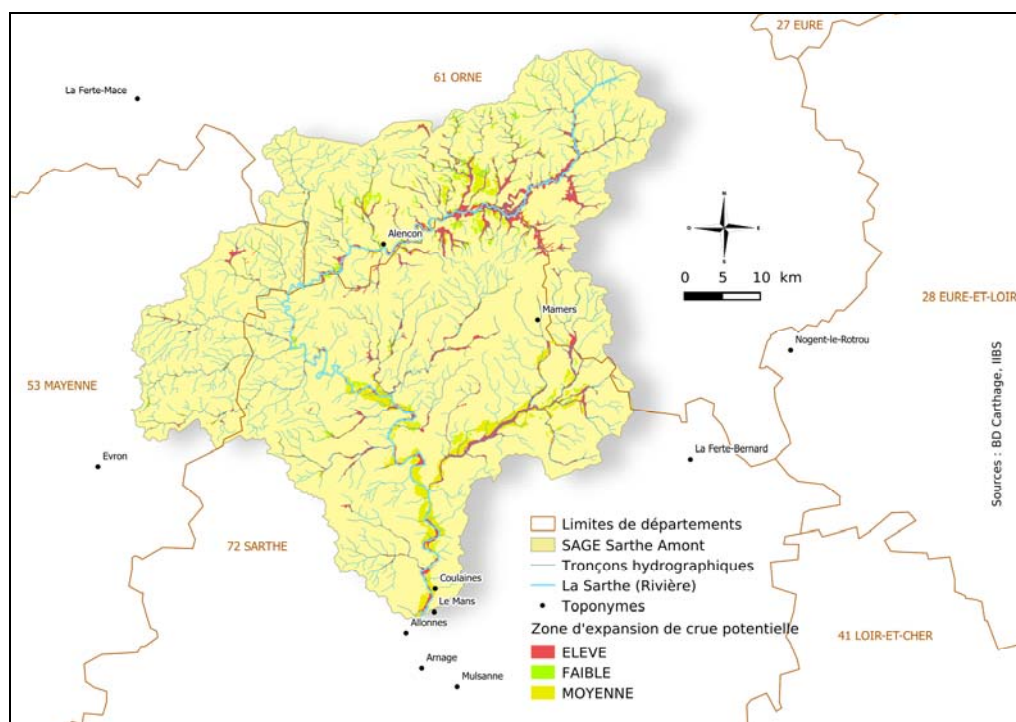 27 EURE
61 ORNE
La Ferte-Mace
N
O
E
S
Alencon
0 5 10 km
28 EURE-ET-LOIR
Mamers
Nogent-le-Rotrou
53 MAYENNE
Evron
La Ferte-Bernard
Sources : BD Carthage, IIBS
72 SARTHE
Limites de départements
SAGE Sarthe Amont
Tronçons hydrographiques
La Sarthe (Rivière)
Toponymes
Coulaines
Le Mans
Allonnes
Arnage
Mulsanne
Zone d'expansion de crue potentielle
ELEVE
FAIBLE
MOYENNE
41 LOIR-ET-CHER